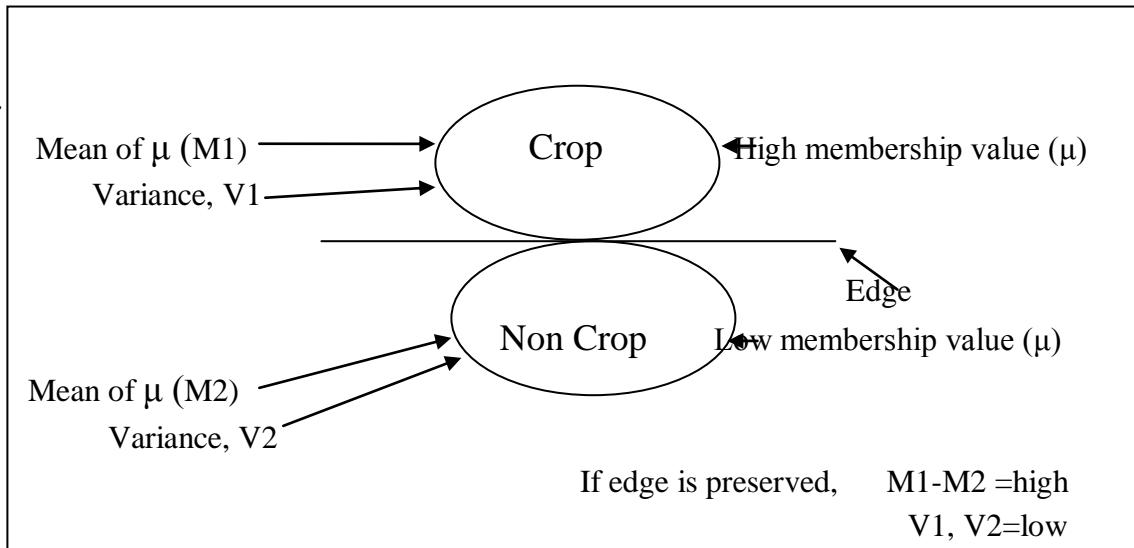 Crop
Mean of μ (M1)
High membership value (μ)
Variance, V1
Edge
Non Crop
Low membership value (μ)
Mean of μ (M2)
Variance, V2
If edge is preserved, M1-M2 =high
V1, V2=low